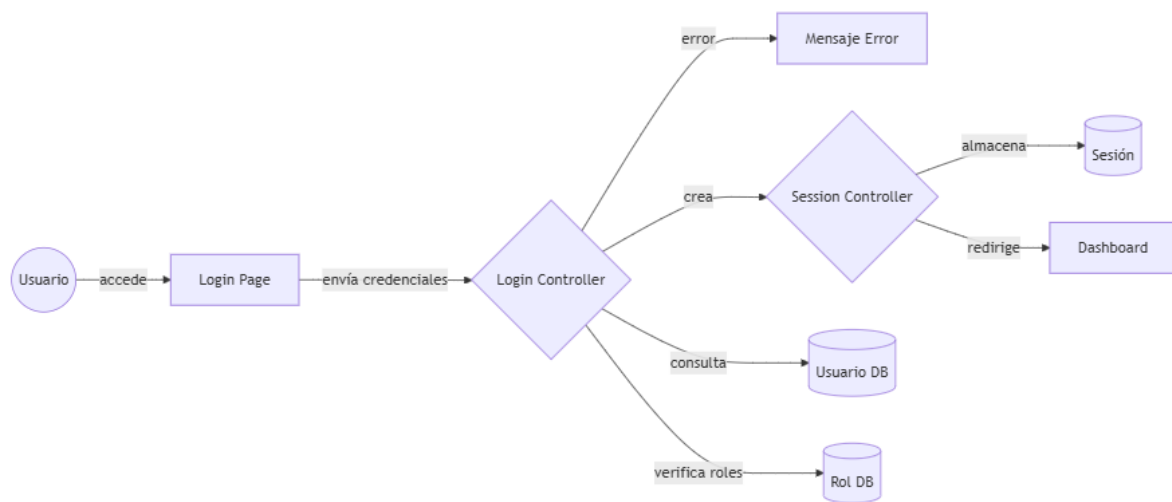 Usuario
accede
Login Page
envía credenciales
Login Controller
error
Mensaje Error
crea
Session Controller
almacena
Sesión
redirige
Dashboard
consulta
Usuario DB
verifica roles
Rol DB